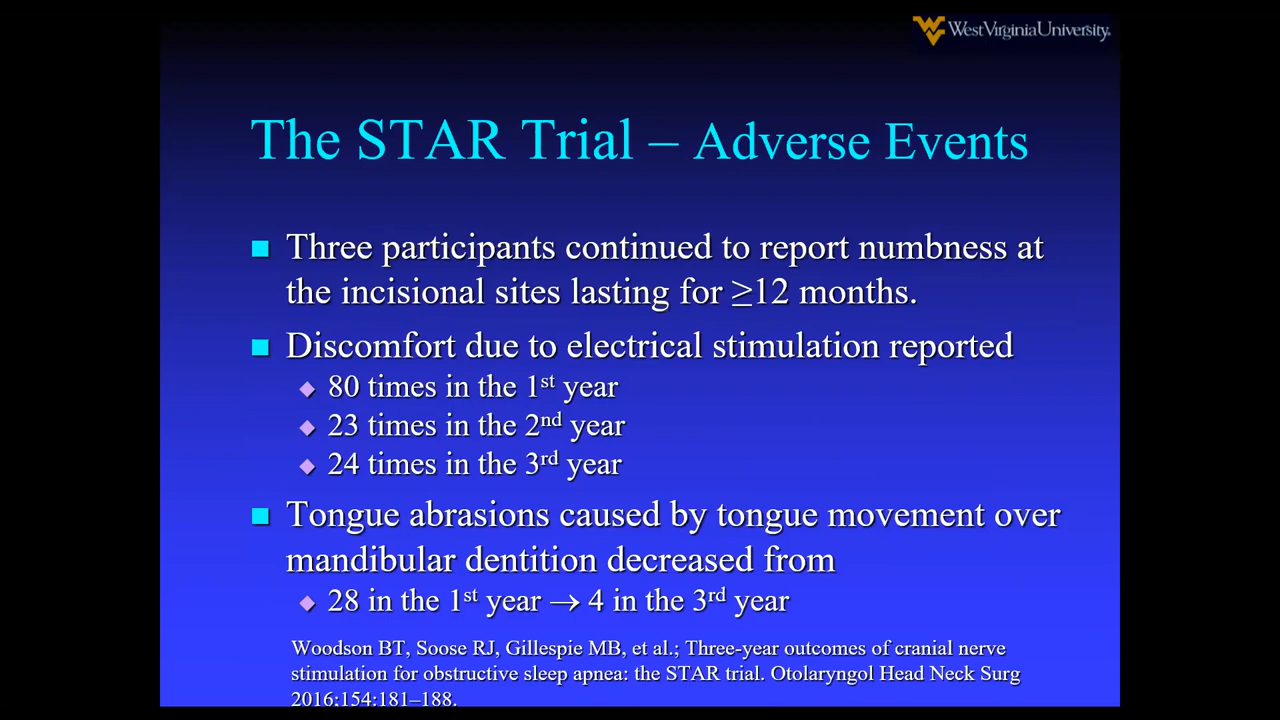 WestVirginiaUniversity®
The STAR Trial – Adverse Events
Three participants continued to report numbness at
the incisional sites lasting for ≥12 months.
Discomfort due to electrical stimulation reported
80 times in the 1st year
23 times in the 2nd year
24 times in the 3rd year
Tongue abrasions caused by tongue movement over
mandibular dentition decreased from
28 in the 1st year → 4 in the 3rd year
Woodson BT, Soose RJ, Gillespie MB, et al.; Three-year outcomes of cranial nerve
stimulation for obstructive sleep apnea: the STAR trial. Otolaryngol Head Neck Surg
2016;154:181–188.